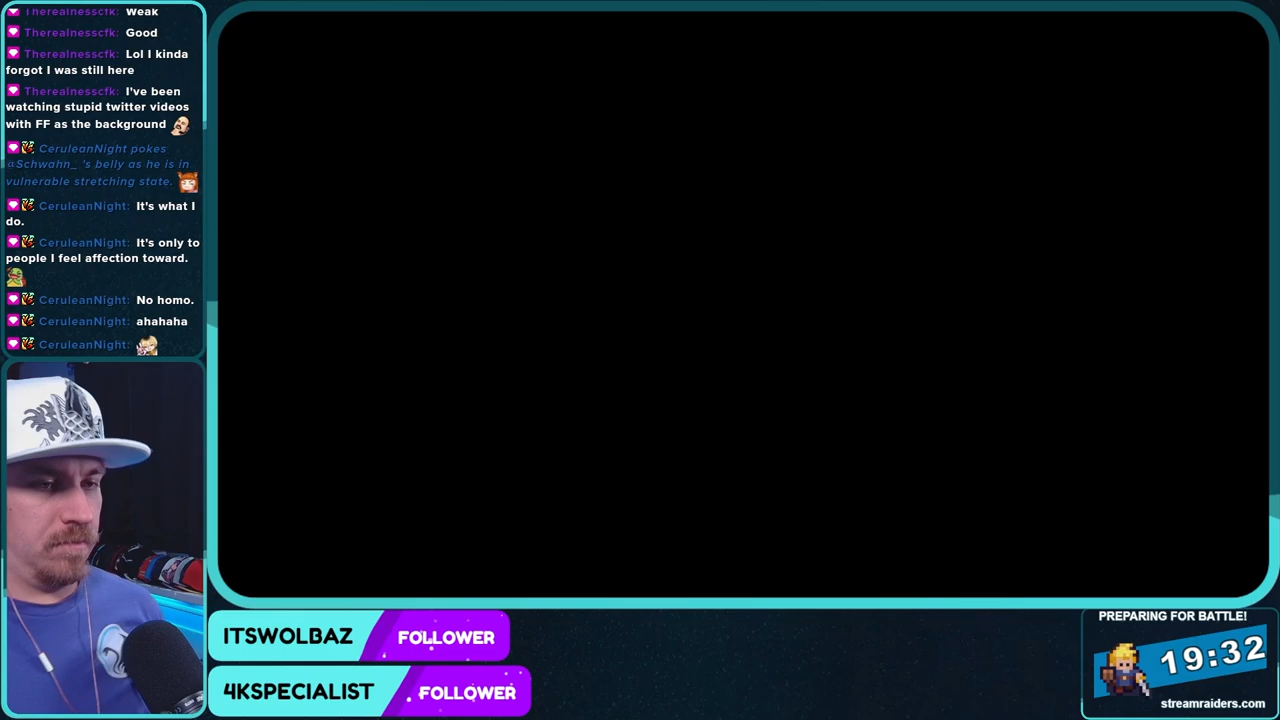 Therealnesscfk: Weak
Therealnesscfk: Good
Therealnesscfk: Lol I kinda
forgot I was still here
Therealnesscfk: I've been
watching stupid twitter videos
with FF as the background
CeruleanNight pokes
@Schwahn_ 's belly as he is in
vulnerable stretching state.
CeruleanNight: It's what I
do.
CeruleanNight: It's only to
people I feel affection toward.
CeruleanNight: No homo.
CeruleanNight: ahahaha
CeruleanNight:
ITSWOLBAZ FOLLOWER
4KSPECIALIST FOLLOWER
PREPARING FOR BATTLE!
19:32
streamraiders.com